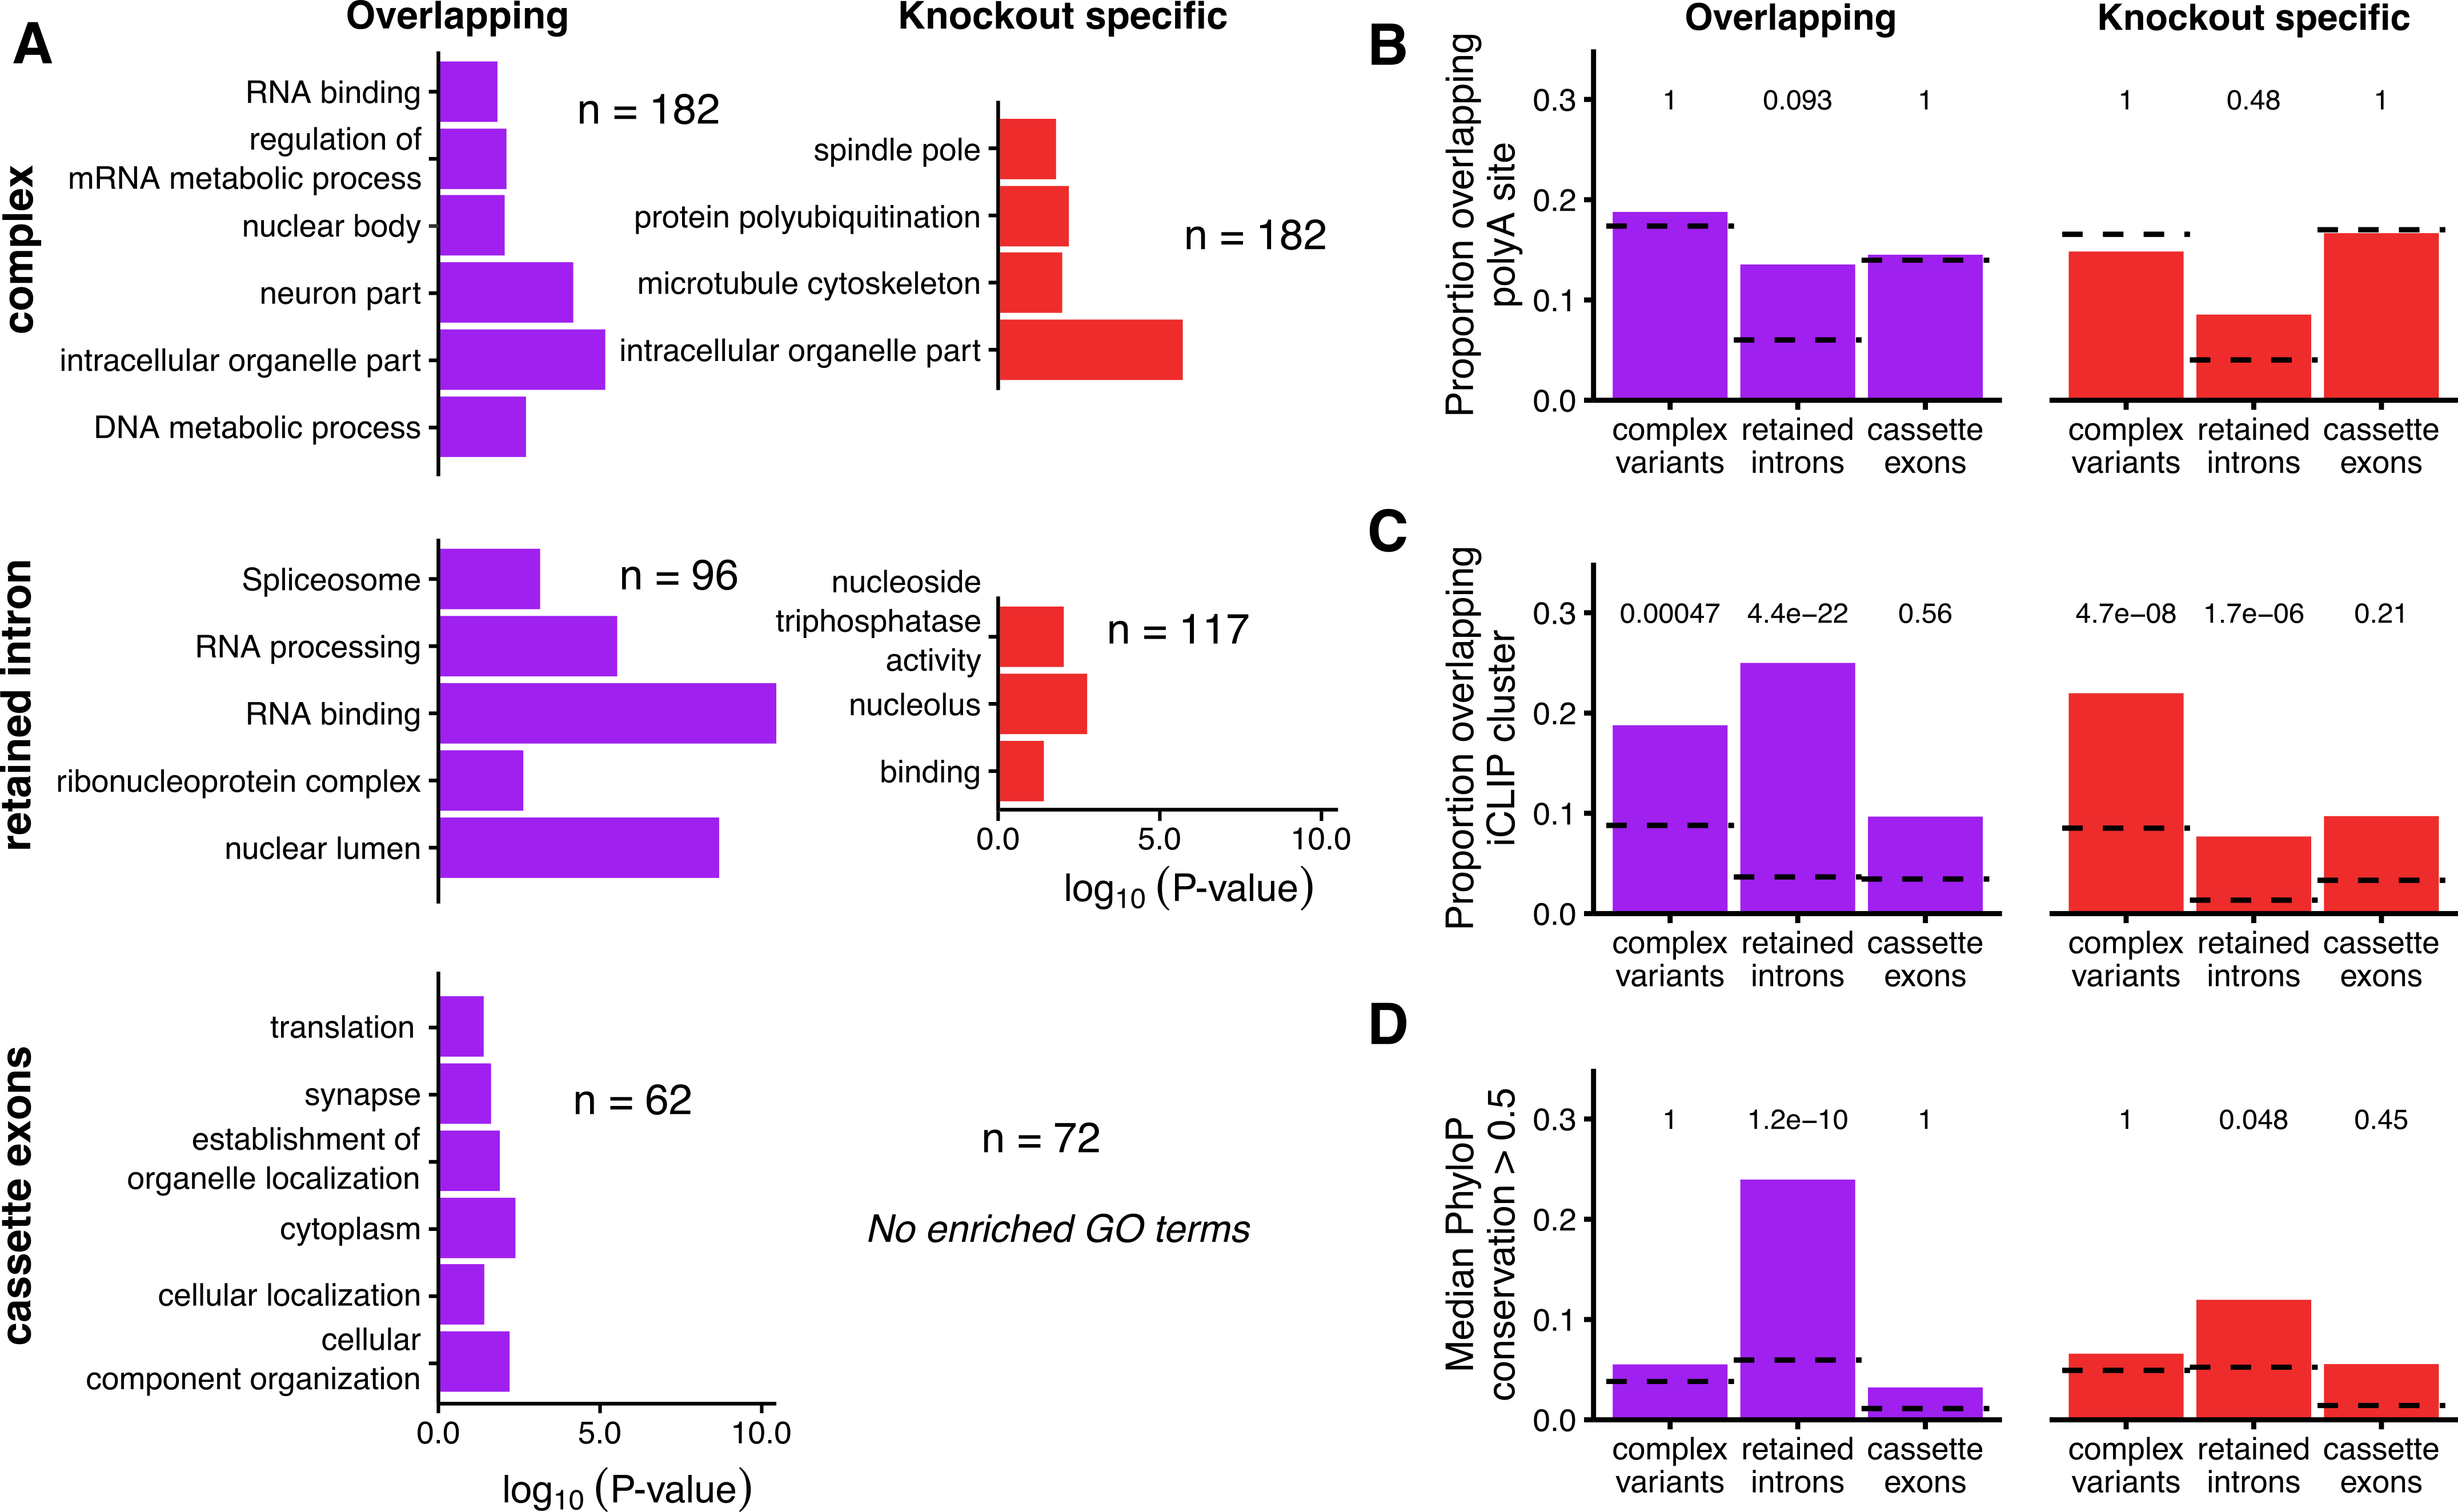 A
Overlapping
Knockout specific
complex
RNA binding
regulation of
mRNA metabolic process
nuclear body
neuron part
intracellular organelle part
DNA metabolic process
n = 182
spindle pole
protein polyubiquitination
microtubule cytoskeleton
intracellular organelle part
n = 182
retained intron
Spliceosome
RNA processing
RNA binding
ribonucleoprotein complex
nuclear lumen
n = 96
nucleoside
triphosphatase
activity
nucleolus
binding
n = 117
0.0 5.0 10.0
log10 (P-value)
cassette exons
translation
synapse
establishment of
organelle localization
cytoplasm
cellular localization
cellular
component organization
n = 62
0.0 5.0 10.0
log10 (P-value)
n = 72
No enriched GO terms
B
Overlapping
Knockout specific
Proportion overlapping
polyA site
0.3
0.2
0.1
0.0
1 0.093 1
1 0.48 1
complex retained cassette
variants introns exons
complex retained cassette
variants introns exons
C
Proportion overlapping
iCLIP cluster
0.3
0.2
0.1
0.0
0.00047 4.4e−22 0.56
4.7e−08 1.7e−06 0.21
complex retained cassette
variants introns exons
complex retained cassette
variants introns exons
D
Median PhyloP
conservation > 0.5
0.3
0.2
0.1
0.0
1 1.2e−10 1
1 0.048 0.45
complex retained cassette
variants introns exons
complex retained cassette
variants introns exons